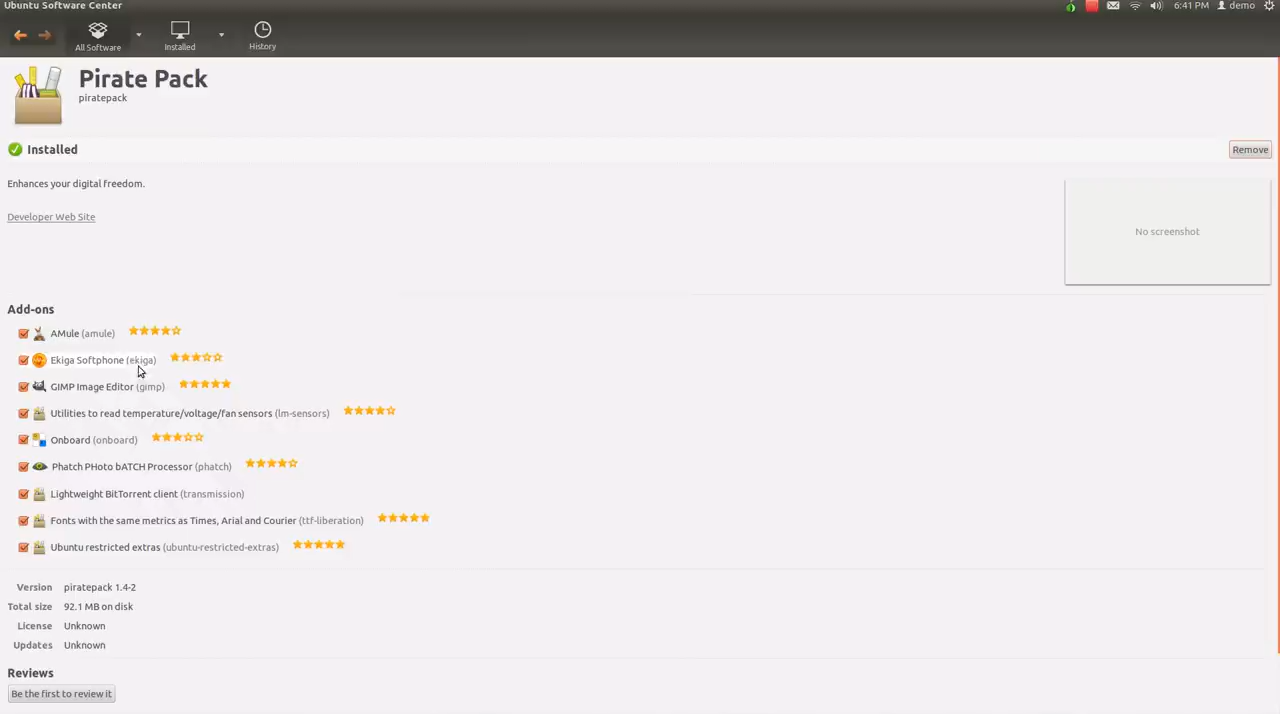 Ubuntu Software Center
6:41 PM demo
All Software Installed History
Pirate Pack
piratepack
Installed Remove
Enhances your digital freedom.
Developer Web Site
No screenshot
Add-ons
AMule (amule)
Ekiga Softphone (ekiga)
GIMP Image Editor (gimp)
Utilities to read temperature/voltage/fan sensors (lm-sensors)
Onboard (onboard)
Phatch PHoto bATCH Processor (phatch)
Lightweight BitTorrent client (transmission)
Fonts with the same metrics as Times, Arial and Courier (ttf-liberation)
Ubuntu restricted extras (ubuntu-restricted-extras)
Version piratepack 1.4-2
Total size 92.1 MB on disk
License Unknown
Updates Unknown
Reviews
Be the first to review it